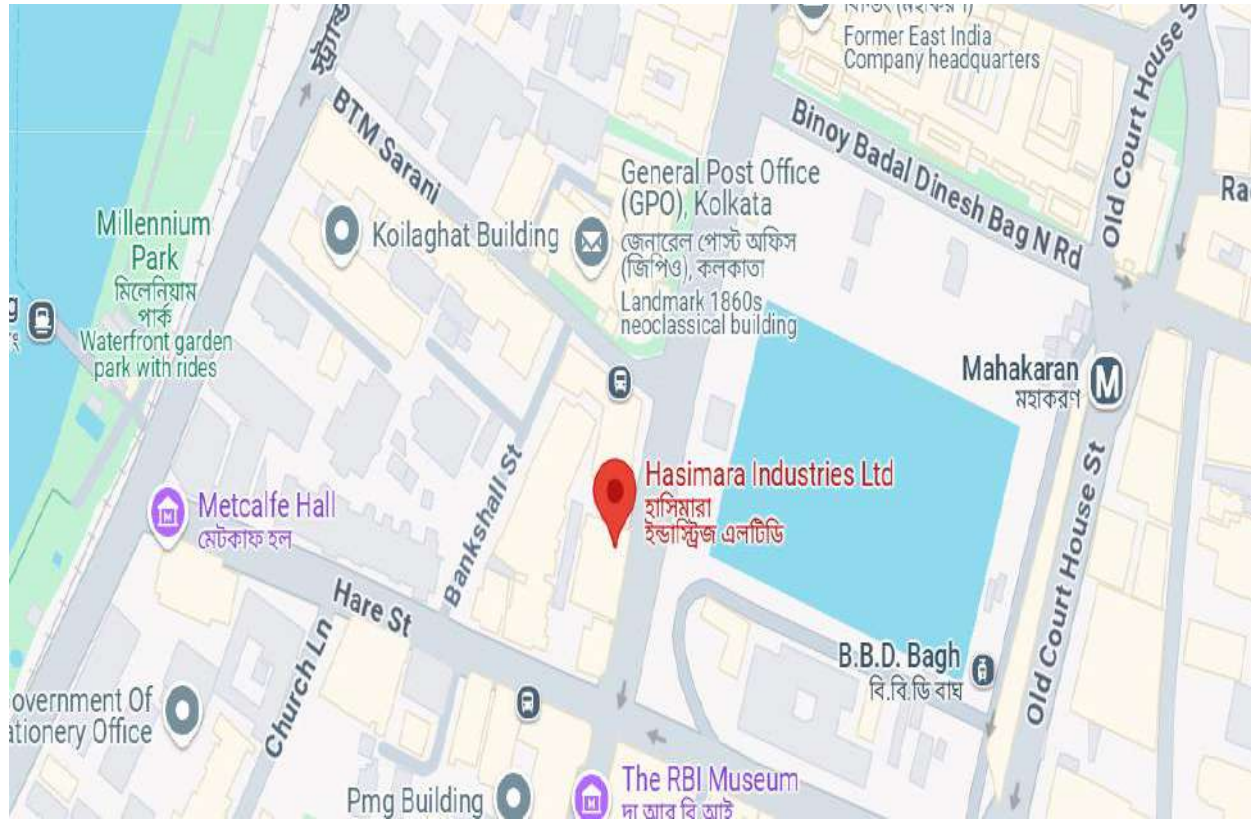 স্ট্র্যান্ড
BTM Sarani
Former East India
Company headquarters
Old Court House S
Binoy Badal Dinesh Bag N Rd
General Post Office
(GPO), Kolkata
জেনারেল পোস্ট অফিস
(জিপিও), কলকাতা
Landmark 1860s
neoclassical building
Koilaghat Building
Millennium
Park
মিলেনিয়াম
পার্ক
Waterfront garden
park with rides
Mahakaran
মহাকরণ
M
Hasimara Industries Ltd
হাসিমারা
ইন্ডাস্ট্রিজ এলটিডি
Metcalfe Hall
মেটকাফ হল
Bankshall St
Hare St
Church Ln
B.B.D. Bagh
বি.বি.ডি বাঘ
Old Court House St
overnment Of
ationery Office
Pmg Building
The RBI Museum
দ্য আর বি আই